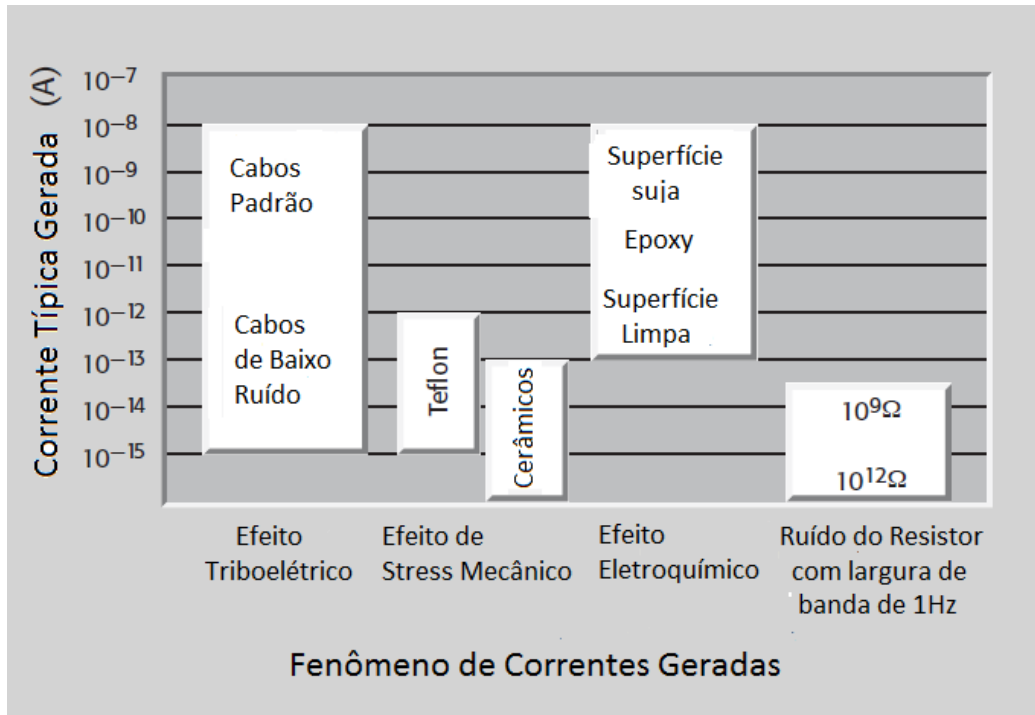 Corrente Típica Gerada (A)
10⁻⁷
10⁻⁸
10⁻⁹
10⁻¹⁰
10⁻¹¹
10⁻¹²
10⁻¹³
10⁻¹⁴
10⁻¹⁵
Cabos
Padrão
Cabos
de Baixo
Ruído
Teflon
Cerâmicos
Superfície
suja
Epoxy
Superfície
Limpa
10⁹Ω
10¹²Ω
Efeito
Triboelétrico
Efeito de
Stress Mecânico
Efeito
Eletroquímico
Ruído do Resistor
com largura de
banda de 1Hz
Fenômeno de Correntes Geradas